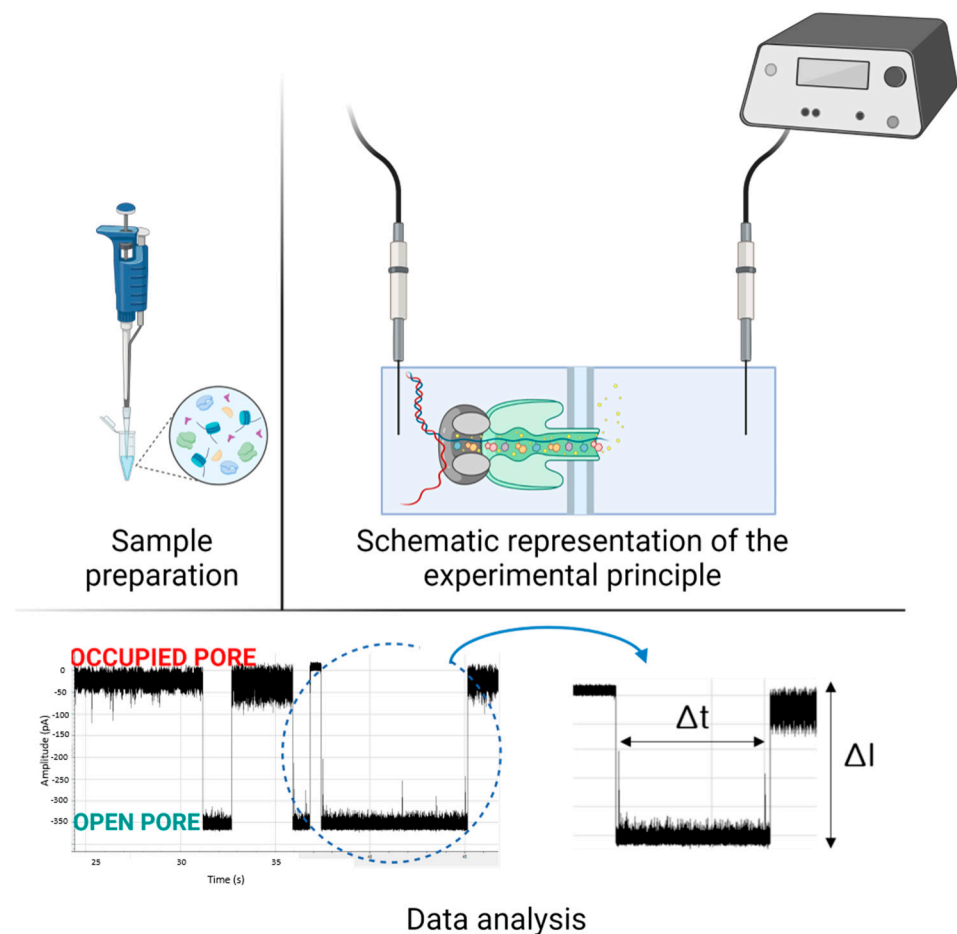 Sample
preparation
Schematic representation of the
experimental principle
OCCUPIED PORE
0
-50
-100
-150
-200
-250
-300
-350
Amplitude (pA)
OPEN PORE
25
30
35
Time (s)
Δt
ΔI
Data analysis